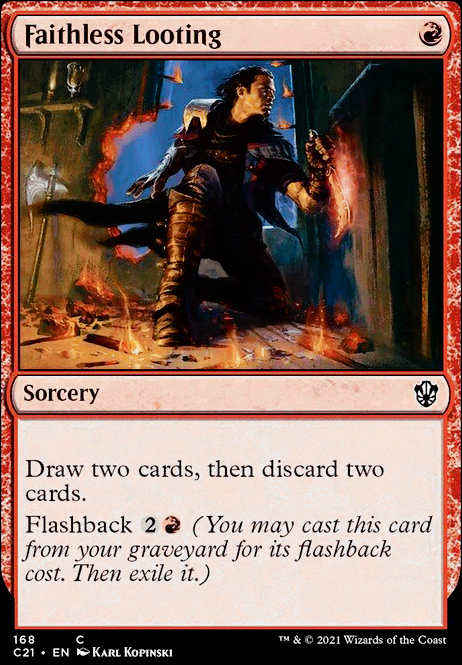 Faithless Looting
Sorcery
Draw two cards, then discard two
cards.
Flashback 2 (You may cast this card
from your graveyard for its flashback
cost. Then exile it.)
168 C
C21 • EN Karl Kopinski
™ & © 2021 Wizards of the Coast